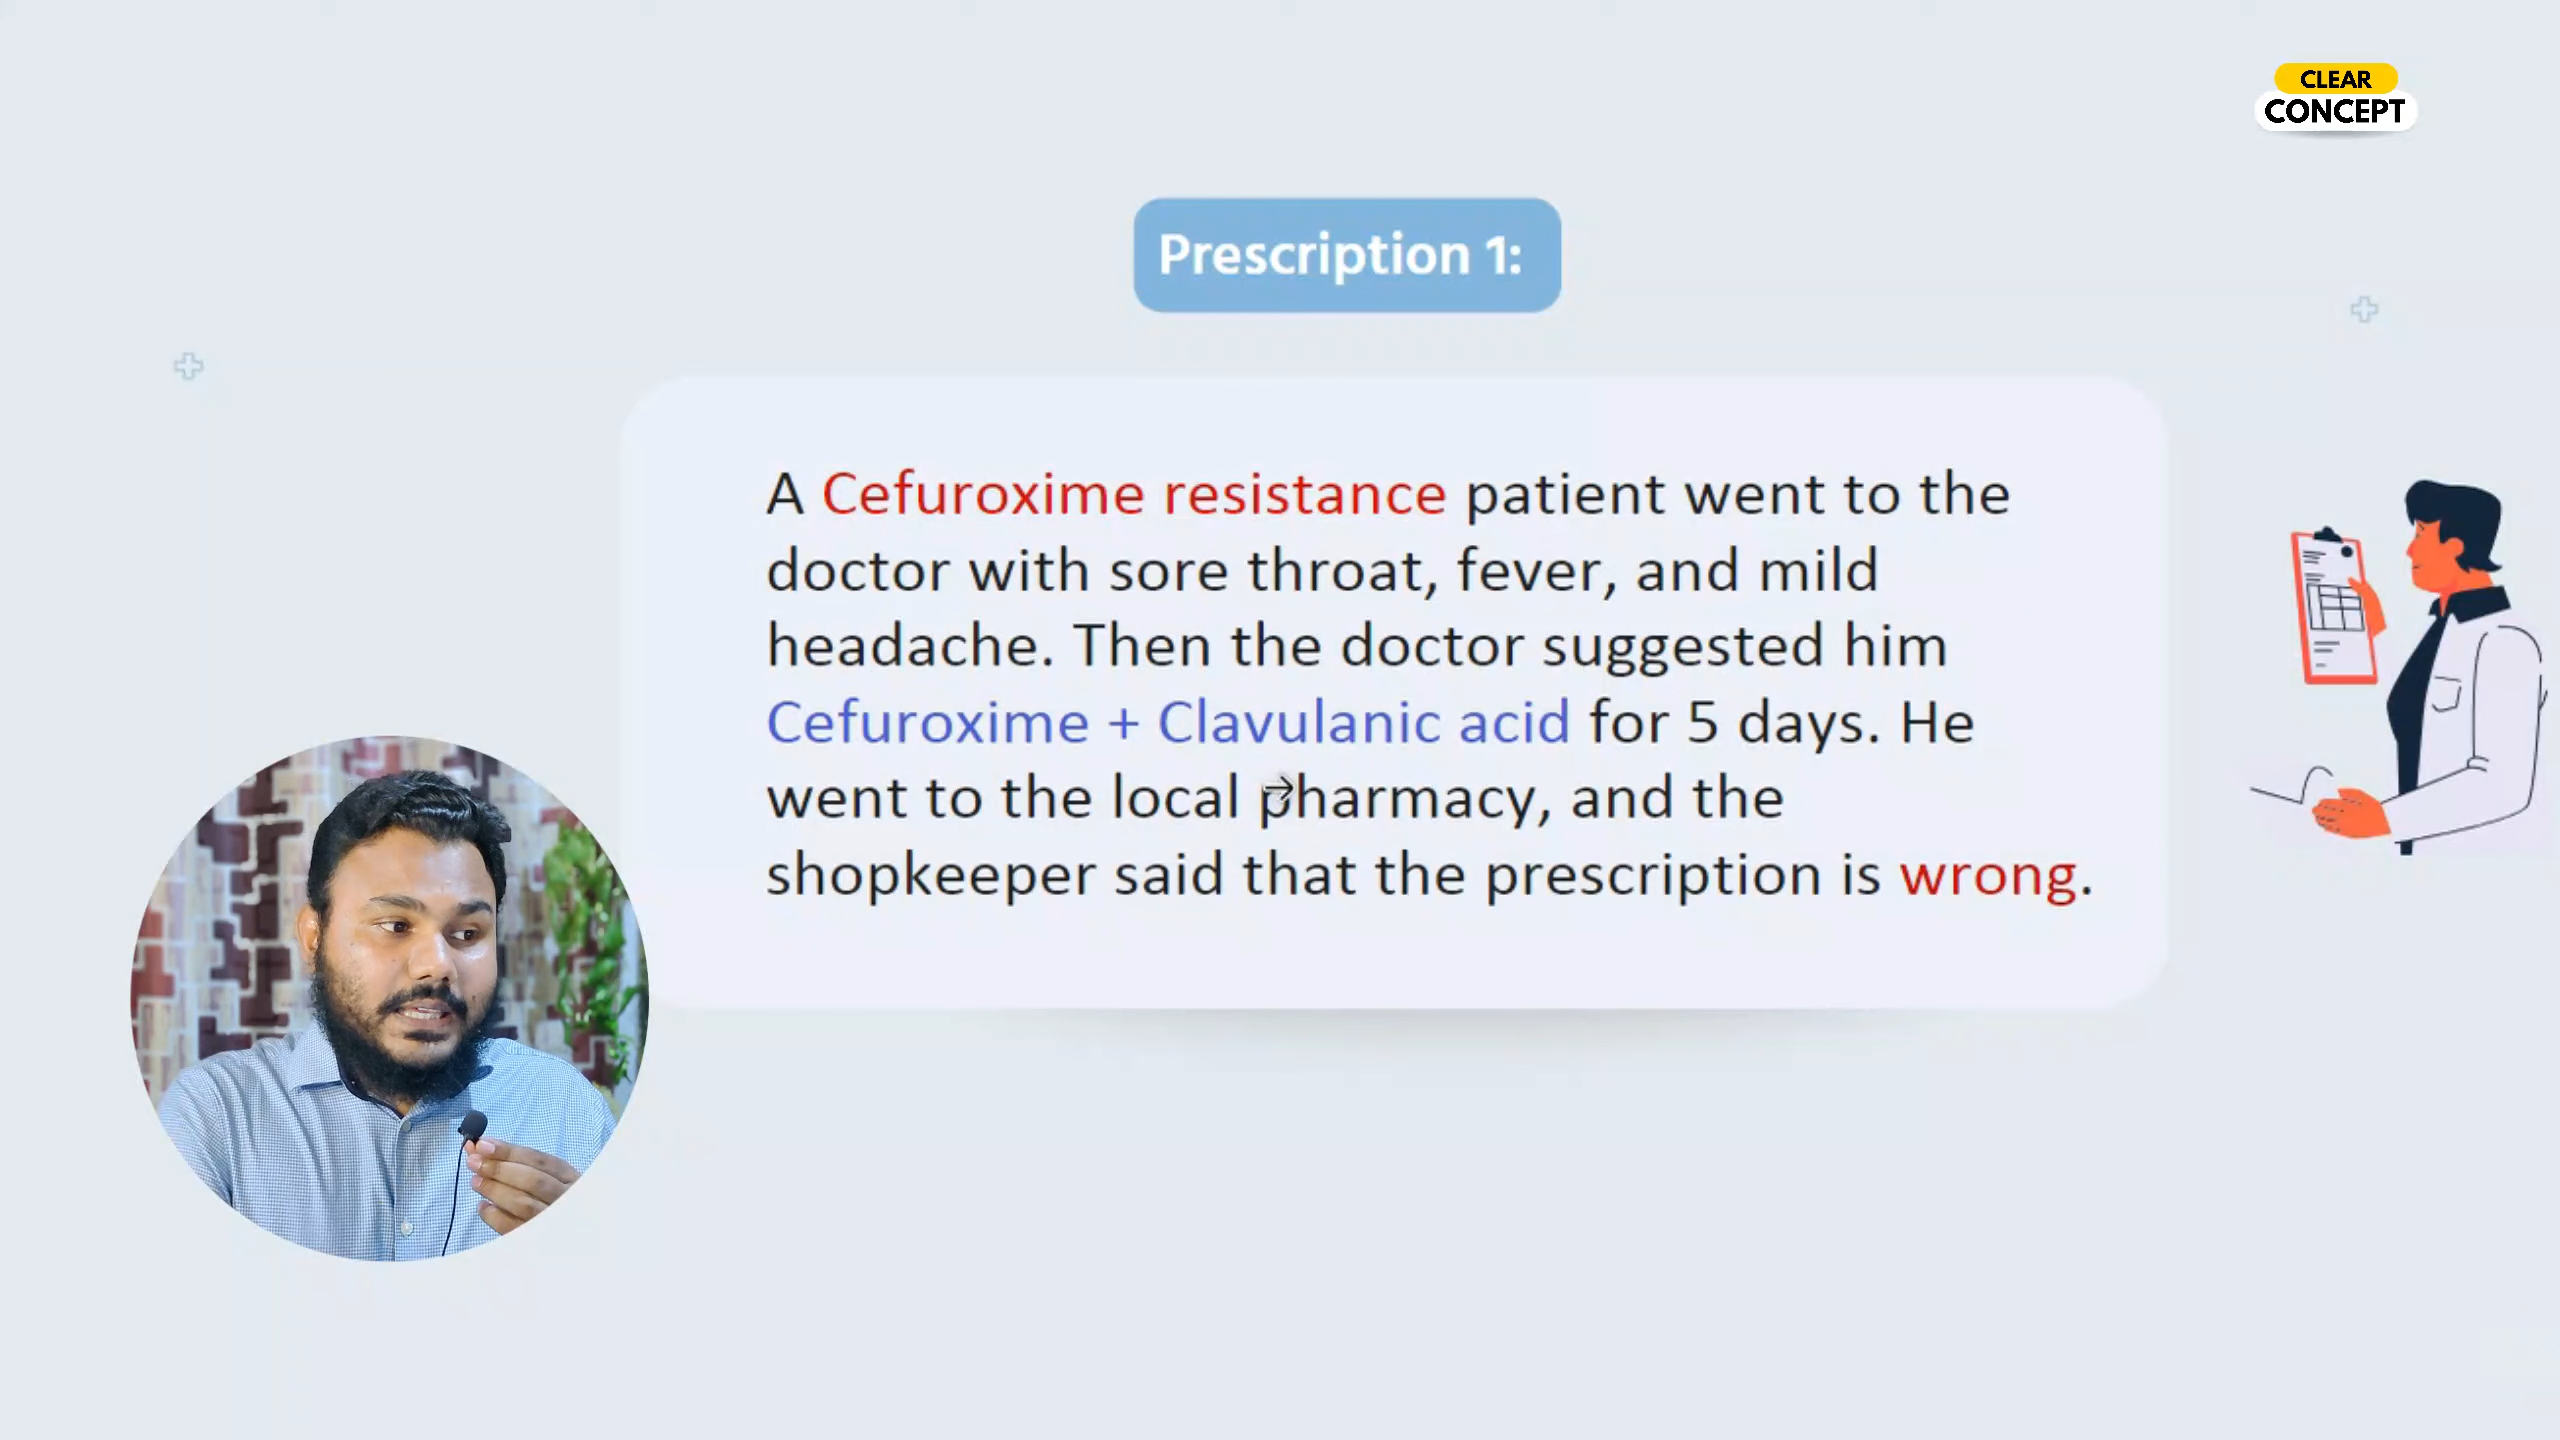 CLEAR
CONCEPT
Prescription 1:
A Cefuroxime resistance patient went to the
doctor with sore throat, fever, and mild
headache. Then the doctor suggested him
Cefuroxime + Clavulanic acid for 5 days. He
went to the local pharmacy, and the
shopkeeper said that the prescription is wrong.